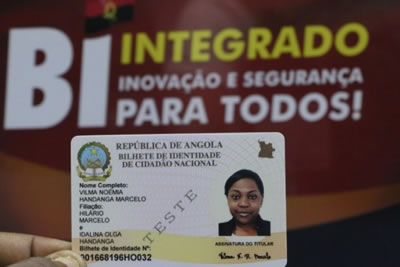 BI INTEGRADO
INOVAÇÃO E SEGURANÇA
PARA TODOS!
REPÚBLICA DE ANGOLA
BILHETE DE IDENTIDADE
DE CIDADÃO NACIONAL
Nome Completo:
VILMA NOÉMIA
HANDANGA MARCELO
Filiação:
HILÁRIO
MARCELO
e
IDALINA OLGA
HANDANGA
Bilhete de Identidade Nº:
001668196HO032
TESTE
ASSINATURA DO TITULAR